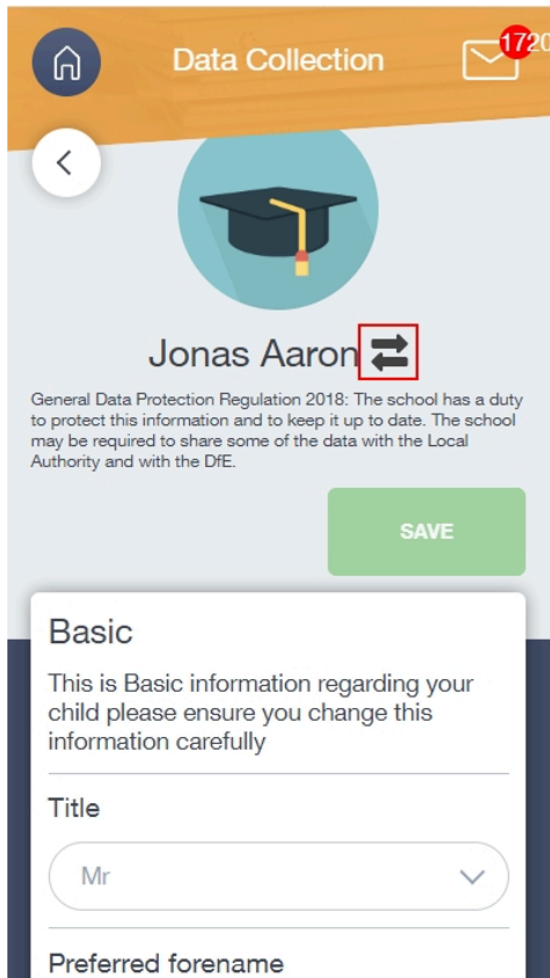 Data Collection
1720
Jonas Aaron
General Data Protection Regulation 2018: The school has a duty
to protect this information and to keep it up to date. The school
may be required to share some of the data with the Local
Authority and with the DfE.
SAVE
Basic
This is Basic information regarding your
child please ensure you change this
information carefully
Title
Mr
Preferred forename